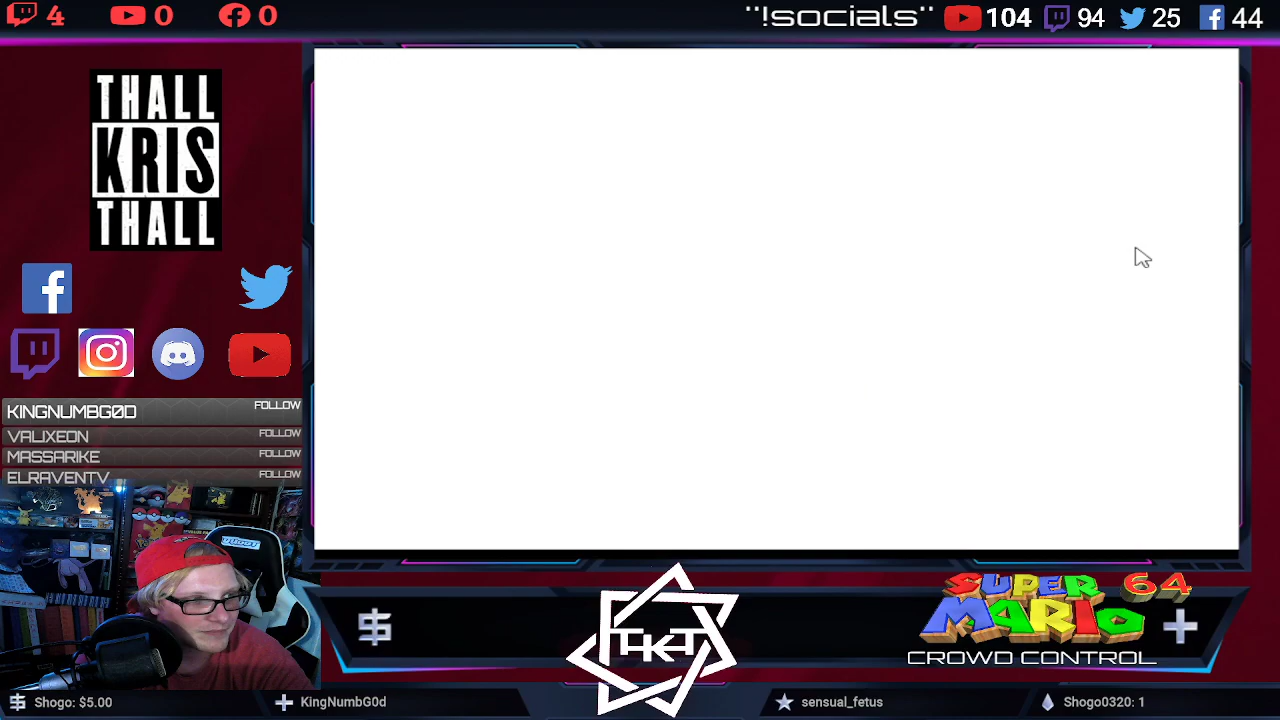 4 0 0 "!socials" 104 94 25 44
THALL
KRIS
THALL
KINGNUMBG0D FOLLOW
VALIXEON FOLLOW
MASSARIKE FOLLOW
ELRAVENTV FOLLOW
TKT
SUPER 64
MARIO
CROWD CONTROL
Shogo: $5.00 KingNumbG0d sensual_fetus Shogo0320: 1